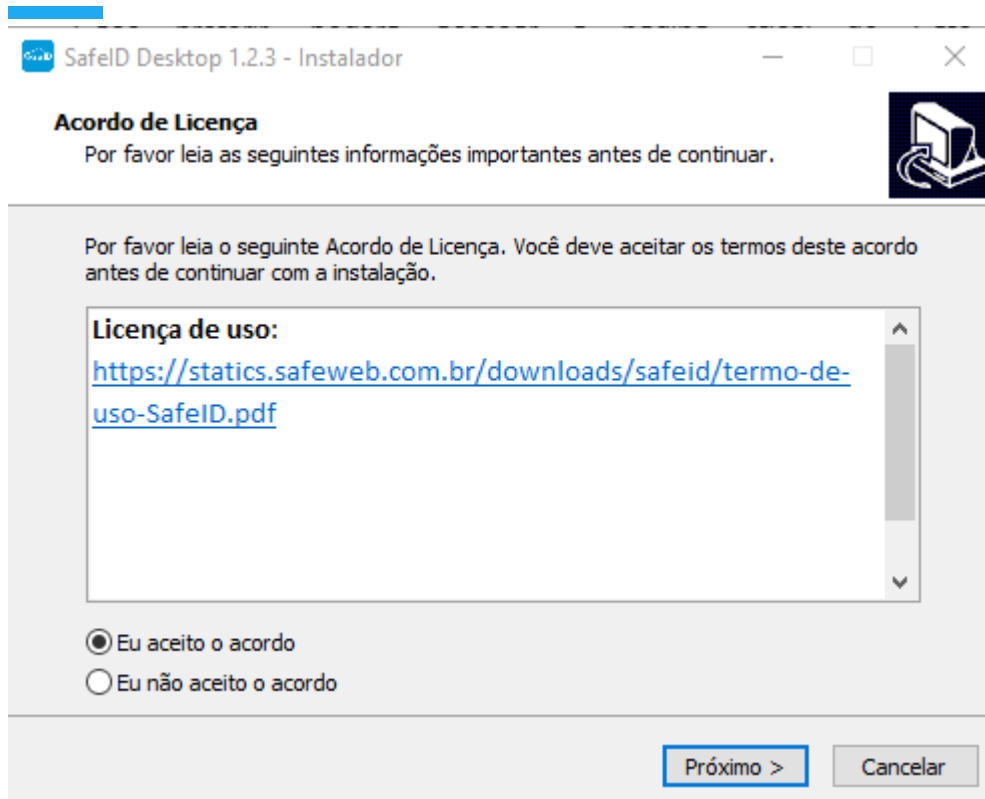 SafeID Desktop 1.2.3 - Instalador
Acordo de Licença
Por favor leia as seguintes informações importantes antes de continuar.
Por favor leia o seguinte Acordo de Licença. Você deve aceitar os termos deste acordo
antes de continuar com a instalação.
Licença de uso:
https://statics.safeweb.com.br/downloads/safeid/termo-de-
uso-SafeID.pdf
Eu aceito o acordo
Eu não aceito o acordo
Próximo >
Cancelar